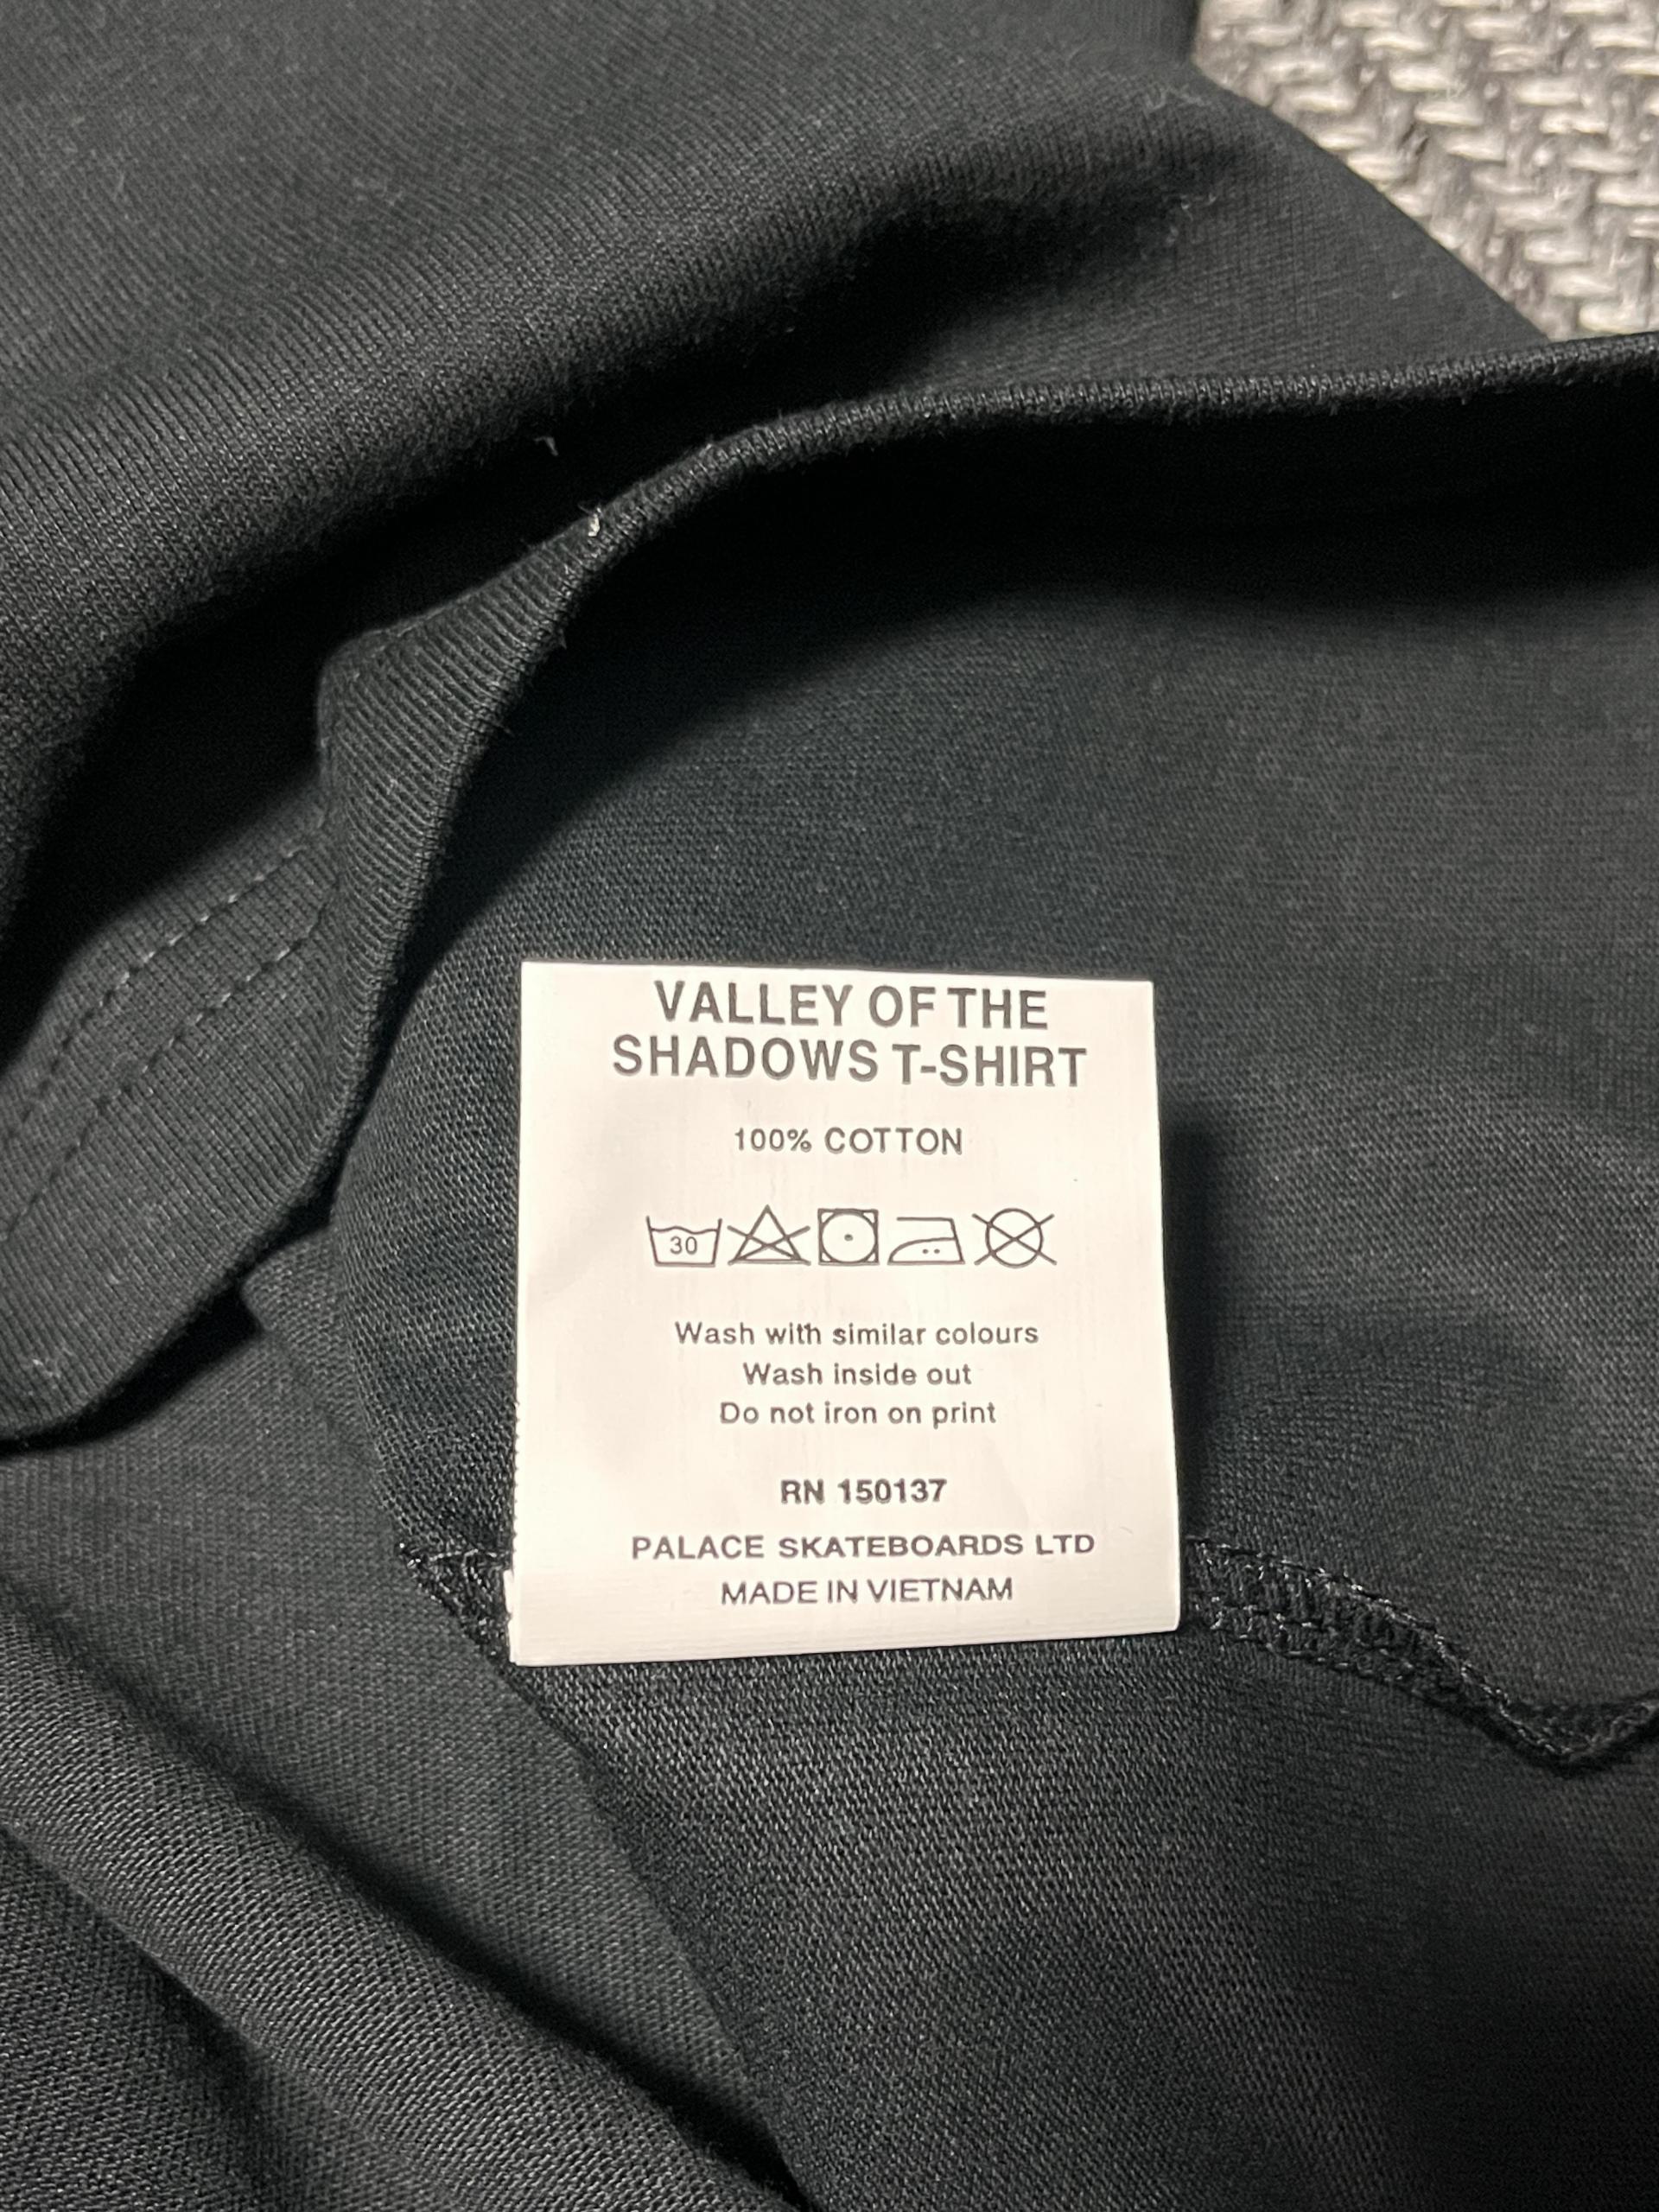 VALLEY OF THE
SHADOWS T-SHIRT
100% COTTON
30
Wash with similar colours
Wash inside out
Do not iron on print
RN 150137
PALACE SKATEBOARDS LTD
MADE IN VIETNAM